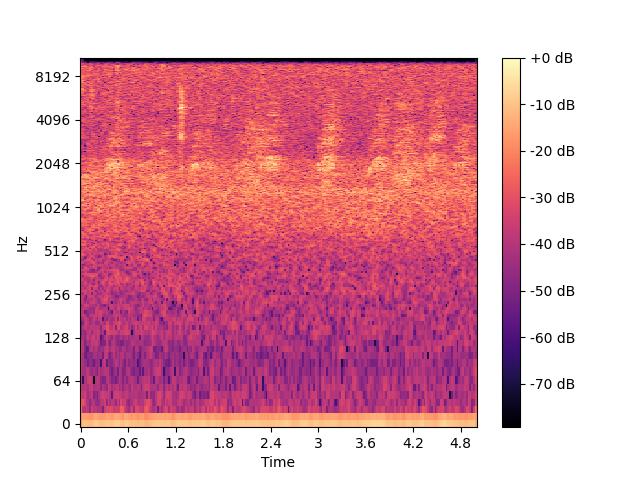 8192
4096
2048
1024
512
256
128
64
0
Hz
0 0.6 1.2 1.8 2.4 3 3.6 4.2 4.8
Time
+0 dB
-10 dB
-20 dB
-30 dB
-40 dB
-50 dB
-60 dB
-70 dB